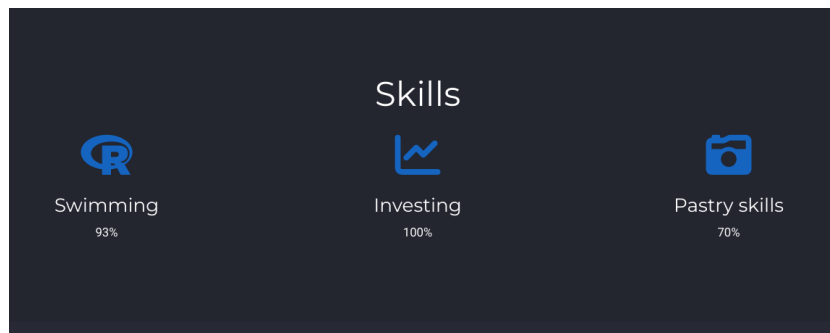 Skills
R
Swimming
Investing
Pastry skills
93%
100%
70%